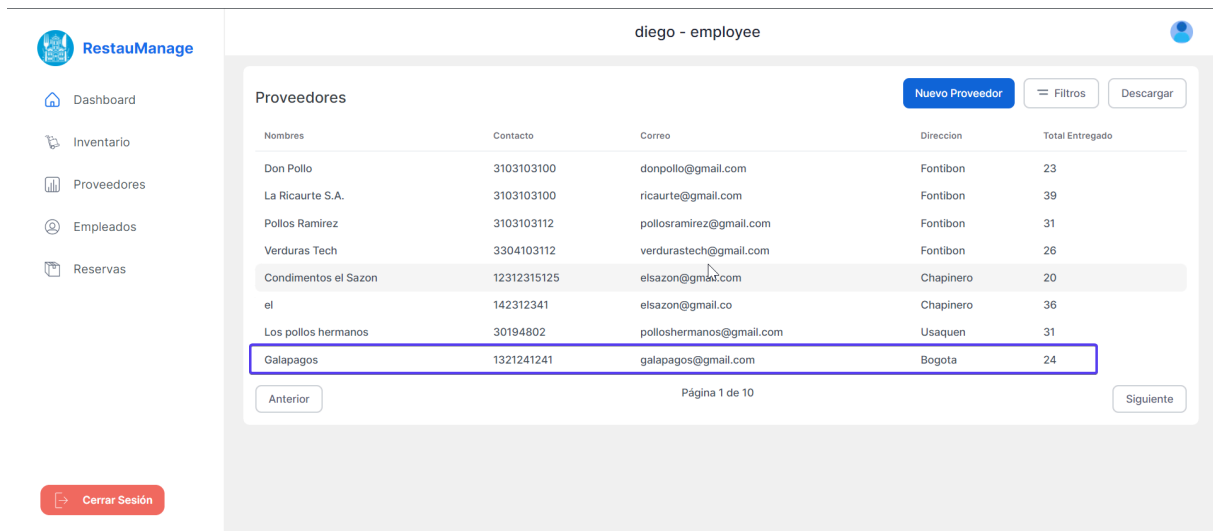 diego - employee
RestauManage
Dashboard
Inventario
Proveedores
Empleados
Reservas
Cerrar Sesión
Proveedores
Nuevo Proveedor
Filtros
Descargar
Nombres Contacto Correo Direccion Total Entregado
Don Pollo 3103103100 donpollo@gmail.com Fontibon 23
La Ricaurte S.A. 3103103100 ricaurte@gmail.com Fontibon 39
Pollos Ramirez 3103103112 pollosramirez@gmail.com Fontibon 31
Verduras Tech 3304103112 verdurastech@gmail.com Fontibon 26
Condimentos el Sazon 12312315125 elsazon@gmail.com Chapinero 20
el 142312341 elsazon@gmail.co Chapinero 36
Los pollos hermanos 30194802 polloshermanos@gmail.com Usaquen 31
Galapagos 1321241241 galapagos@gmail.com Bogota 24
Anterior
Página 1 de 10
Siguiente